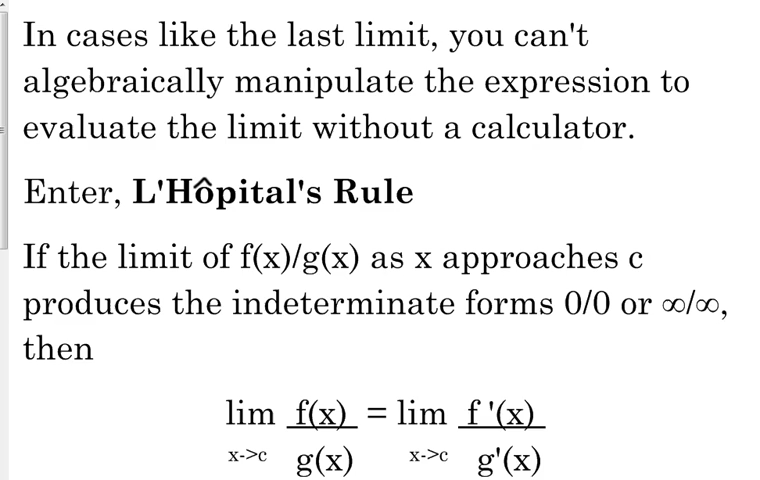 In cases like the last limit, you can't
algebraically manipulate the expression to
evaluate the limit without a calculator.
Enter, L'Hôpital's Rule
If the limit of f(x)/g(x) as x approaches c
produces the indeterminate forms 0/0 or ∞/∞,
then
lim f(x) = lim f '(x)
x->c g(x) x->c g'(x)